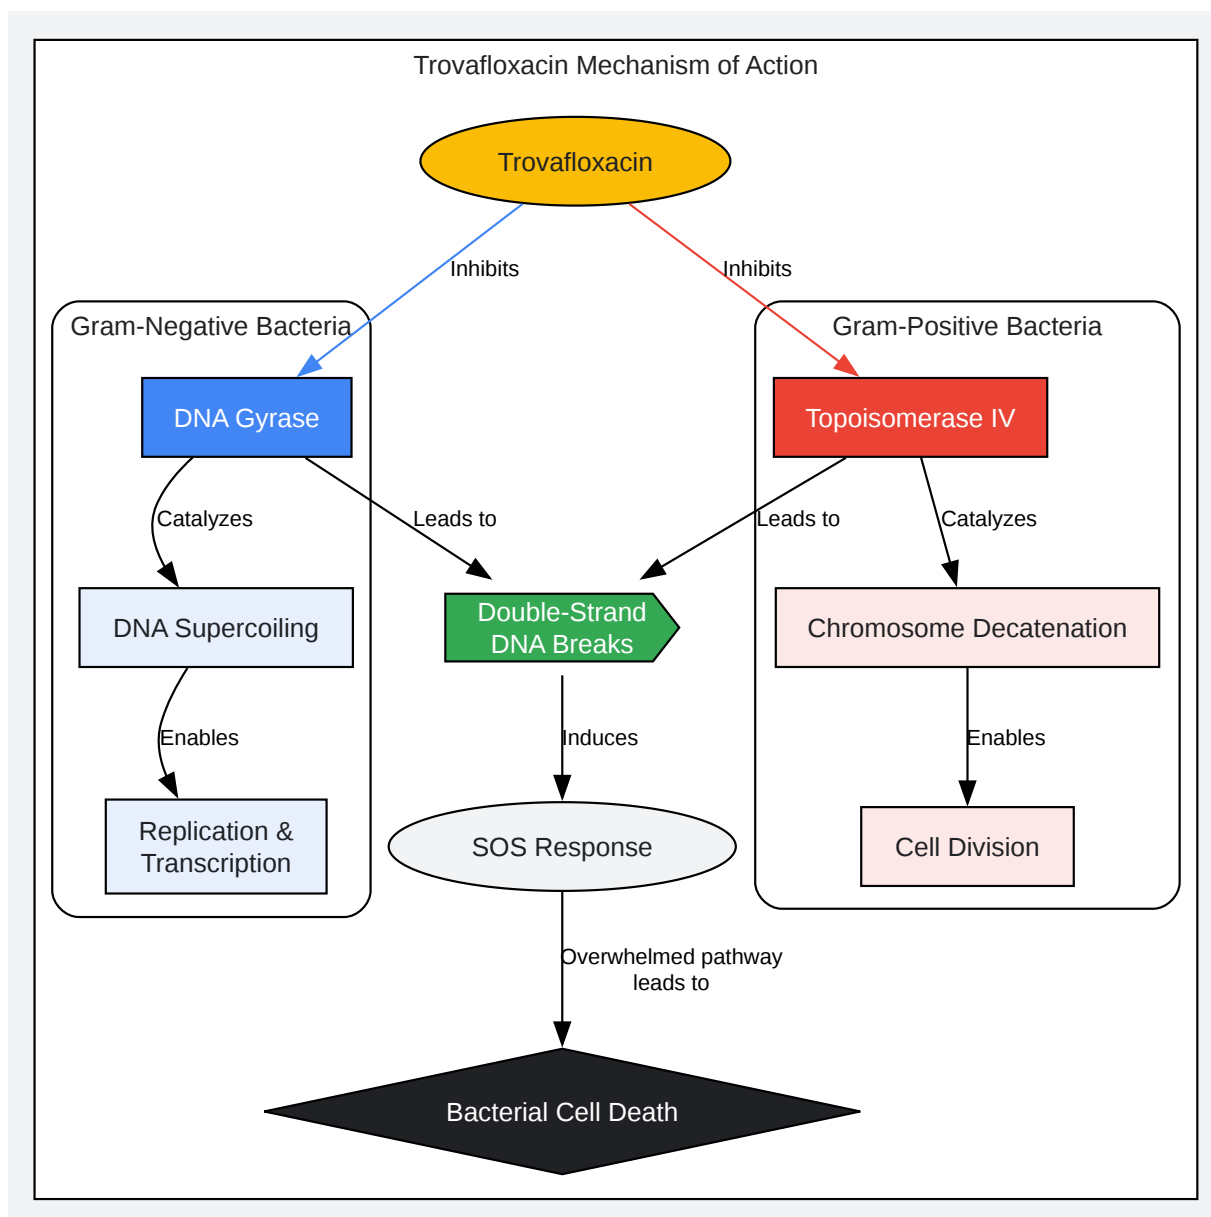 Trovafloxacin Mechanism of Action
Trovafloxacin
Inhibits
Inhibits
Gram-Negative Bacteria
Gram-Positive Bacteria
DNA Gyrase
Topoisomerase IV
Catalyzes
Leads to
Leads to
Catalyzes
DNA Supercoiling
Double-Strand
DNA Breaks
Chromosome Decatenation
Enables
Induces
Enables
Replication &
Transcription
SOS Response
Cell Division
Overwhelmed pathway
leads to
Bacterial Cell Death